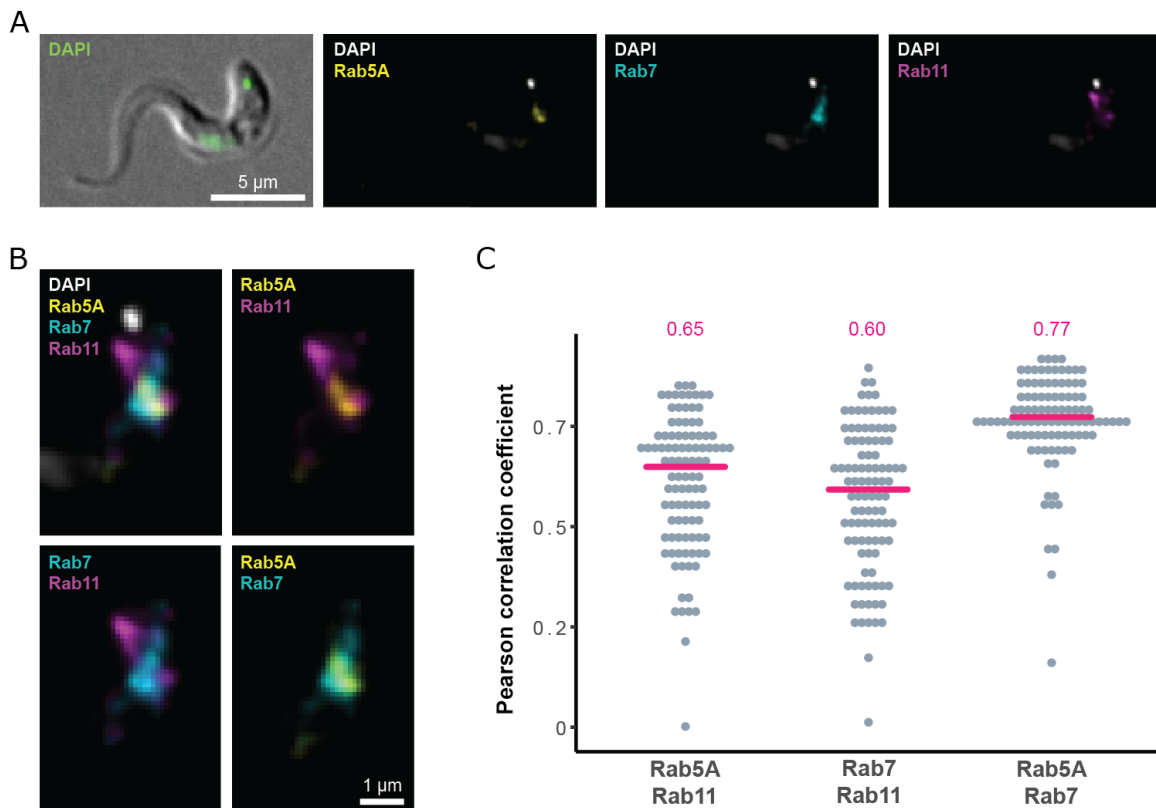 A
DAPI
5 µm
DAPI
Rab5A
DAPI
Rab7
DAPI
Rab11
B
DAPI
Rab5A
Rab7
Rab11
Rab5A
Rab11
Rab7
Rab11
Rab5A
Rab7
1 µm
C
0.65
0.60
0.77
Pearson correlation coefficient
0.7
0.5
0.2
0
Rab5A
Rab11
Rab7
Rab11
Rab5A
Rab7